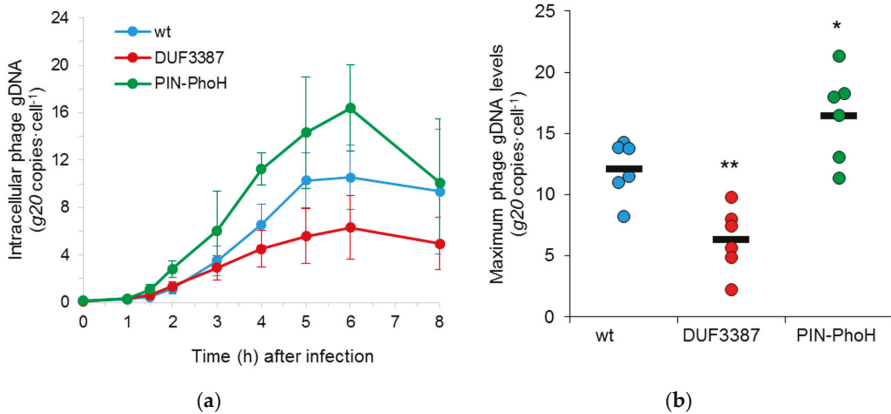 Intracellular phage gDNA
(g20 copies·cell⁻¹)
24
20
16
12
8
4
0
wt
DUF3387
PIN-PhoH
0 1 2 3 4 5 6 7 8
Time (h) after infection
(a)
Maximum phage gDNA levels
(g20 copies·cell⁻¹)
25
20
15
10
5
0
*
**
wt DUF3387 PIN-PhoH
(b)